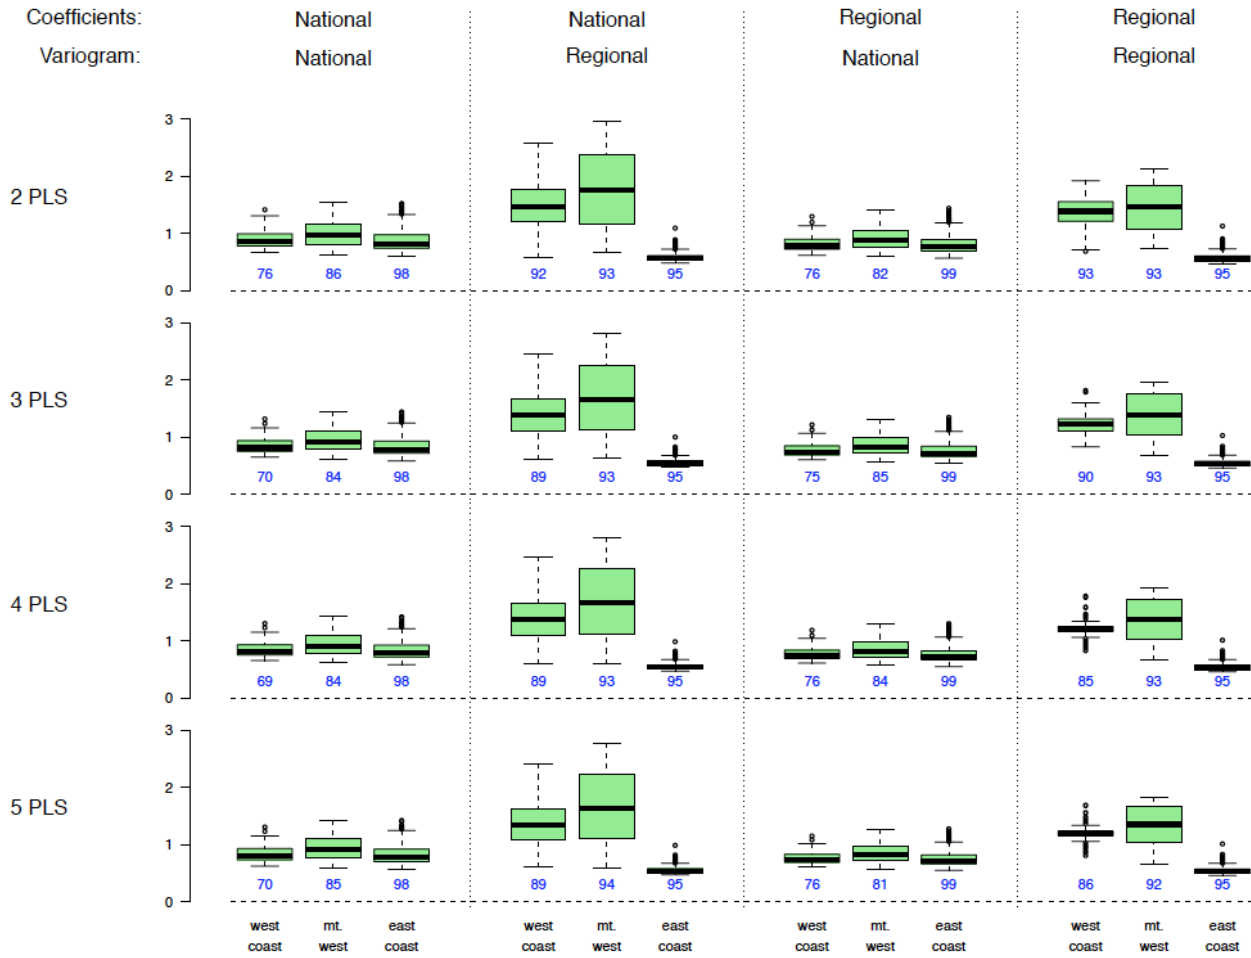 Coefficients: National National Regional Regional
Variogram: National Regional National Regional
3
2 PLS
2
1
76 86 98 92 93 95 76 82 99 93 93 95
0
3
3 PLS
2
1
70 84 98 89 93 95 75 85 99 90 93 95
0
3
4 PLS
2
1
69 84 98 89 93 95 76 84 99 85 93 95
0
3
5 PLS
2
1
70 85 98 89 94 95 76 81 99 86 92 95
0
west mt. east west mt. east west mt. east west mt. east
coast west coast coast west coast coast west coast coast west coast